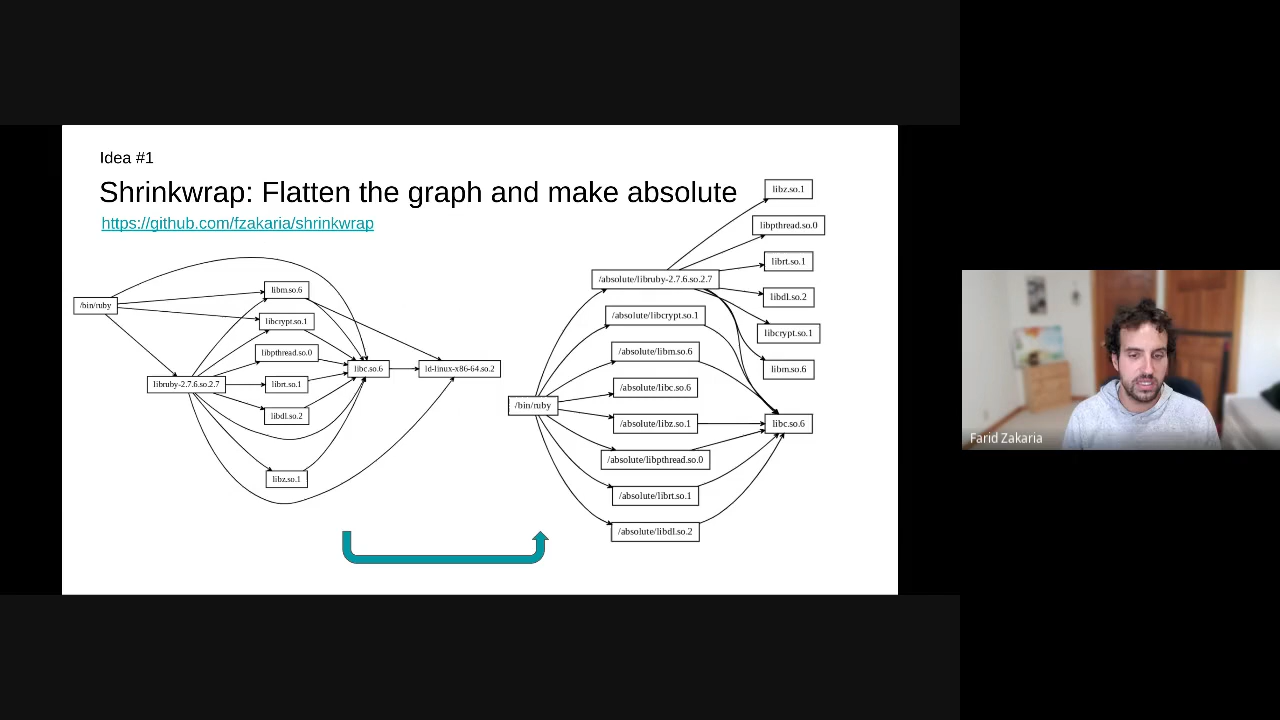 Idea #1
Shrinkwrap: Flatten the graph and make absolute
https://github.com/fzakaria/shrinkwrap
/bin/ruby
libm.so.6
libcrypt.so.1
libpthread.so.0
libruby-2.7.6.so.2.7
librt.so.1
libdl.so.2
libz.so.1
libc.so.6
ld-linux-x86-64.so.2
/bin/ruby
/absolute/libruby-2.7.6.so.2.7
/absolute/libcrypt.so.1
/absolute/libm.so.6
/absolute/libc.so.6
/absolute/libz.so.1
/absolute/libpthread.so.0
/absolute/librt.so.1
/absolute/libdl.so.2
libz.so.1
libpthread.so.0
librt.so.1
libdl.so.2
libcrypt.so.1
libm.so.6
libc.so.6
Farid Zakaria